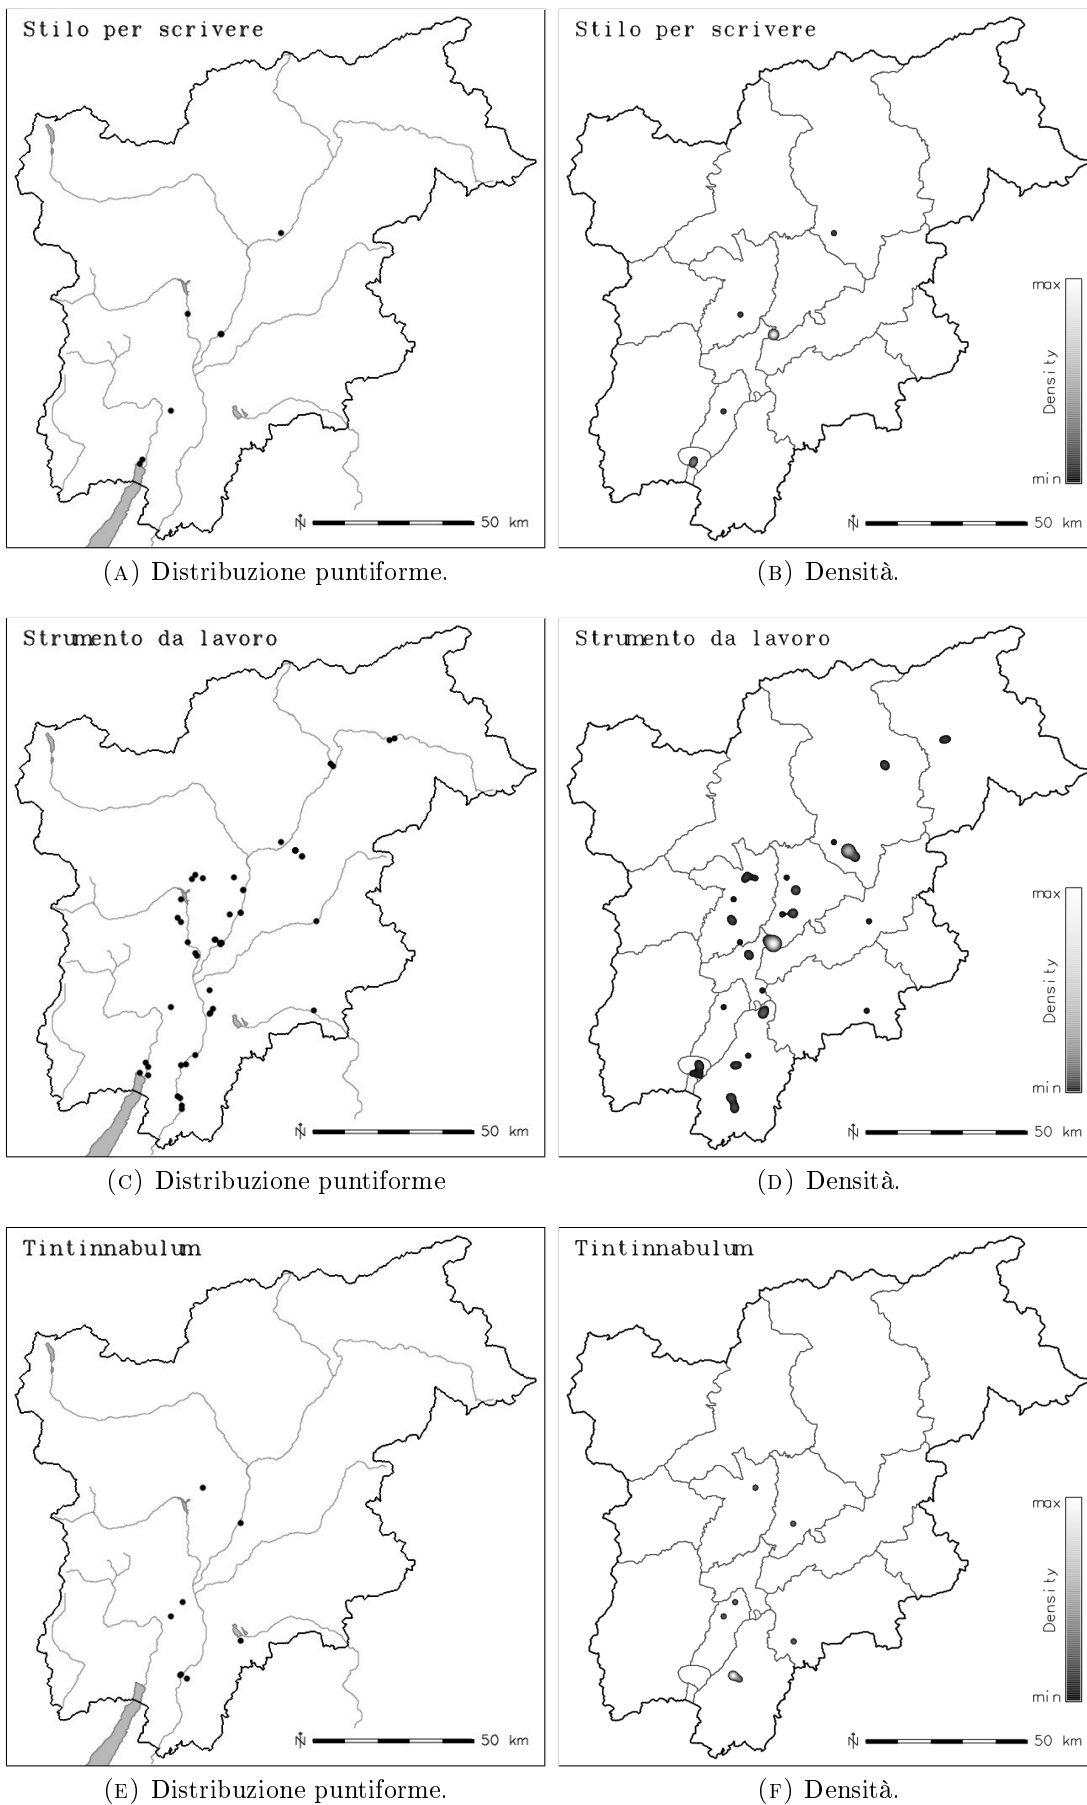 Stilo per scrivere
N
50 km
(A) Distribuzione puntiforme.
Stilo per scrivere
max
Density
min
N
50 km
(B) Densità.
Strumento da lavoro
N
50 km
(C) Distribuzione puntiforme
Strumento da lavoro
max
Density
min
N
50 km
(D) Densità.
Tintinnabulum
N
50 km
(E) Distribuzione puntiforme.
Tintinnabulum
max
Density
min
N
50 km
(F) Densità.